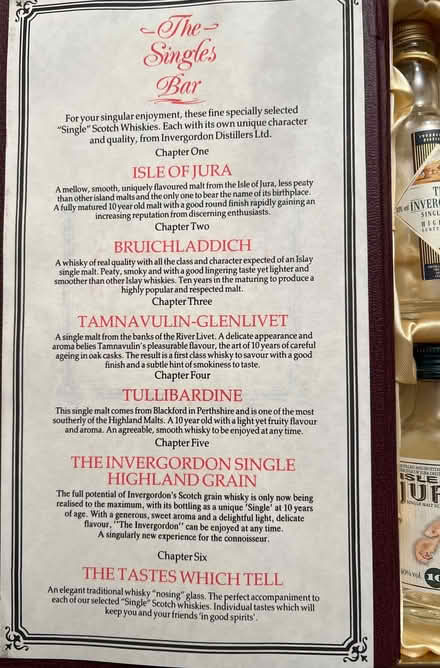 The
Singles
Bar
For your singular enjoyment, these fine specially selected
"Single" Scotch Whiskies. Each with its own unique character
and quality, from Invergordon Distillers Ltd.
Chapter One
ISLE OF JURA
A mellow, smooth, uniquely flavoured malt from the Isle of Jura, less peaty
than other island malts and the only one to bear the name of its birthplace.
A fully matured 10 year old malt with a good round finish rapidly gaining an
increasing reputation from discerning enthusiasts.
Chapter Two
BRUICHLADDICH
A whisky of real quality with all the class and character expected of an Islay
single malt. Peaty, smoky and with a good lingering taste yet lighter and
smoother than other Islay whiskies. Ten years in the maturing to produce a
highly popular and respected malt.
Chapter Three
TAMNAVULIN-GLENLIVET
A single malt from the banks of the River Livet. A delicate appearance and
aroma belies Tamnavulin's pleasurable flavour, the art of 10 years of careful
ageing in oak casks. The result is a first class whisky to savour with a good
finish and a subtle hint of smokiness to taste.
Chapter Four
TULLIBARDINE
This single malt comes from Blackford in Perthshire and is one of the most
southerly of the Highland Malts. A 10 year old with a light yet fruity flavour
and aroma. An agreeable, smooth whisky to be enjoyed at any time.
Chapter Five
THE INVERGORDON SINGLE
HIGHLAND GRAIN
The full potential of Invergordon's Scotch grain whisky is only now being
realised to the maximum, with its bottling as a unique 'Single' at 10 years
of age. With a generous, sweet aroma and a delightful light, delicate
flavour, "The Invergordon" can be enjoyed at any time.
A singularly new experience for the connoisseur.
Chapter Six
THE TASTES WHICH TELL
An elegant traditional whisky "nosing" glass. The perfect accompaniment to
each of our selected "Single" Scotch whiskies. Individual tastes which will
keep you and your friends 'in good spirits'.
INVERGO
SING
HIG
ISLE
JUR
40% vol.
10